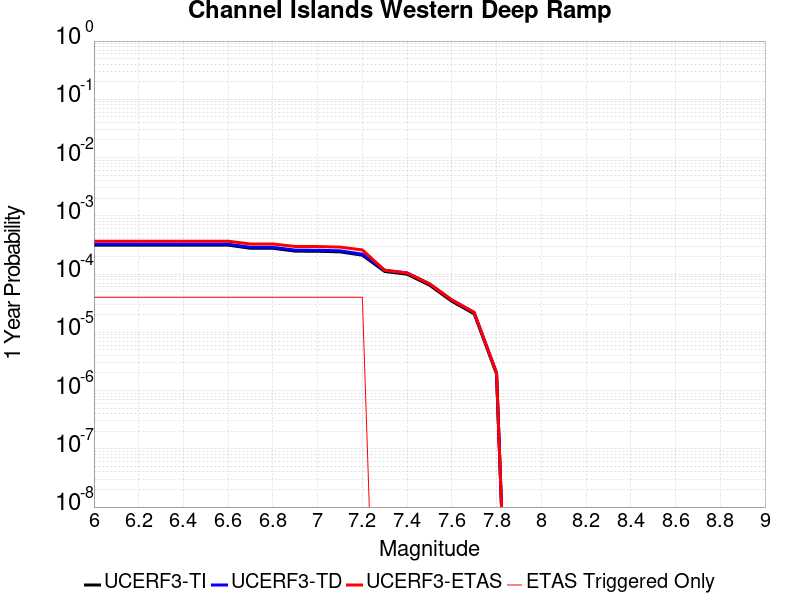 Channel Islands Western Deep Ramp
10^0
10^-1
10^-2
10^-3
10^-4
10^-5
10^-6
10^-7
10^-8
1 Year Probability
6 6.2 6.4 6.6 6.8 7 7.2 7.4 7.6 7.8 8 8.2 8.4 8.6 8.8 9
Magnitude
UCERF3-TI UCERF3-TD UCERF3-ETAS ETAS Triggered Only